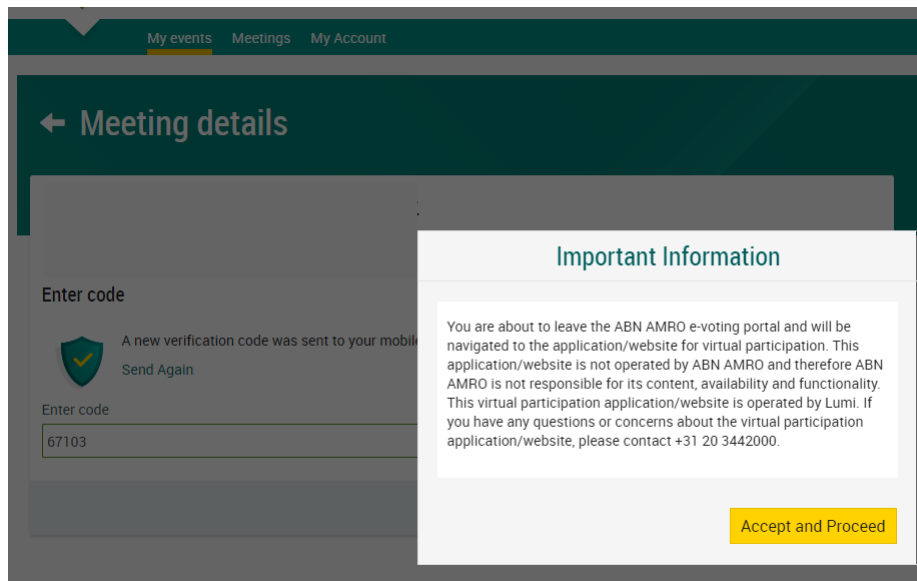 My events Meetings My Account
Meeting details
Enter code
A new verification code was sent to your mobile
Send Again
Enter code
67103
Important Information
You are about to leave the ABN AMRO e-voting portal and will be
navigated to the application/website for virtual participation. This
application/website is not operated by ABN AMRO and therefore ABN
AMRO is not responsible for its content, availability and functionality.
This virtual participation application/website is operated by Lumi. If
you have any questions or concerns about the virtual participation
application/website, please contact +31 20 3442000.
Accept and Proceed